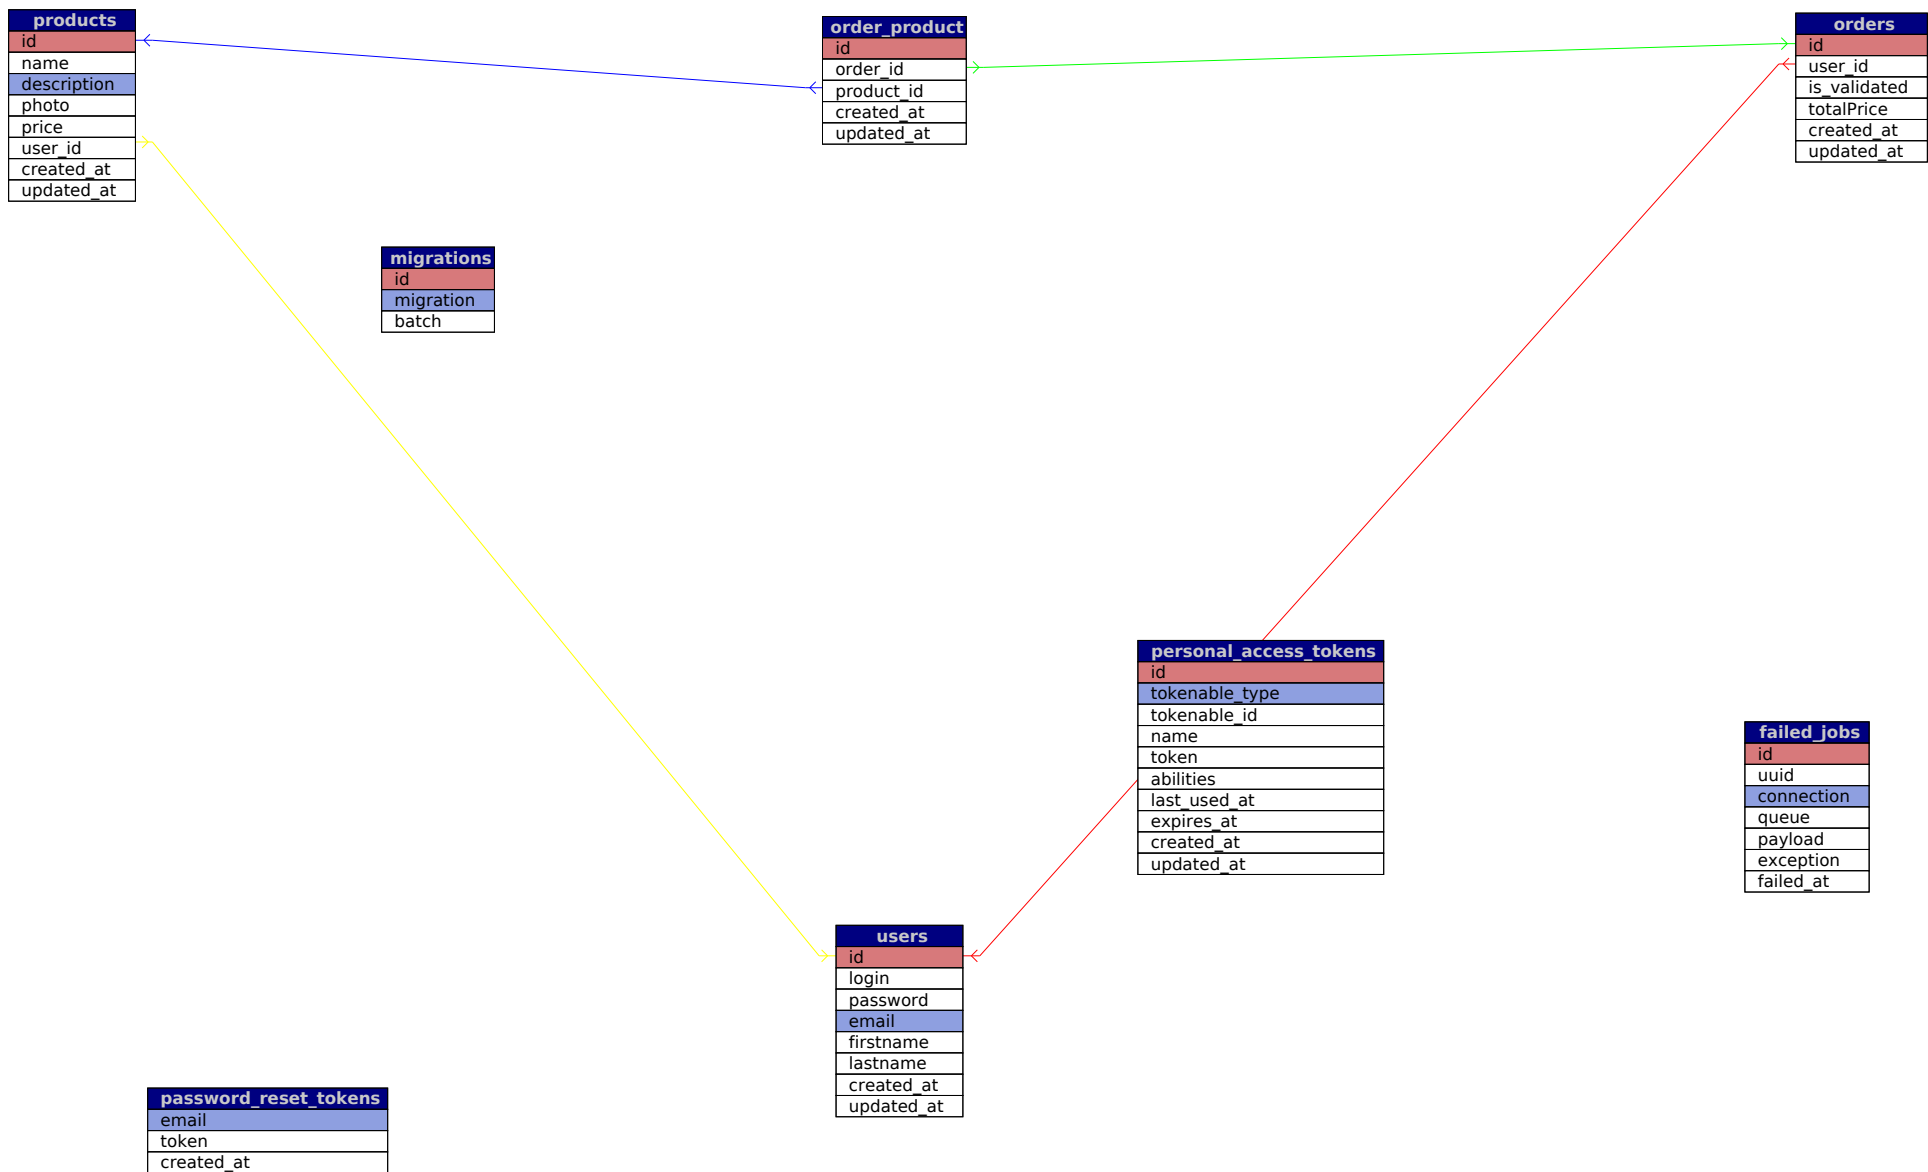 products
id
name
description
photo
price
user_id
created_at
updated_at
order_product
id
order_id
product_id
created_at
updated_at
orders
id
user_id
is_validated
totalPrice
created_at
updated_at
migrations
id
migration
batch
personal_access_tokens
id
tokenable_type
tokenable_id
name
token
abilities
last_used_at
expires_at
created_at
updated_at
failed_jobs
id
uuid
connection
queue
payload
exception
failed_at
users
id
login
password
email
firstname
lastname
created_at
updated_at
password_reset_tokens
email
token
created_at